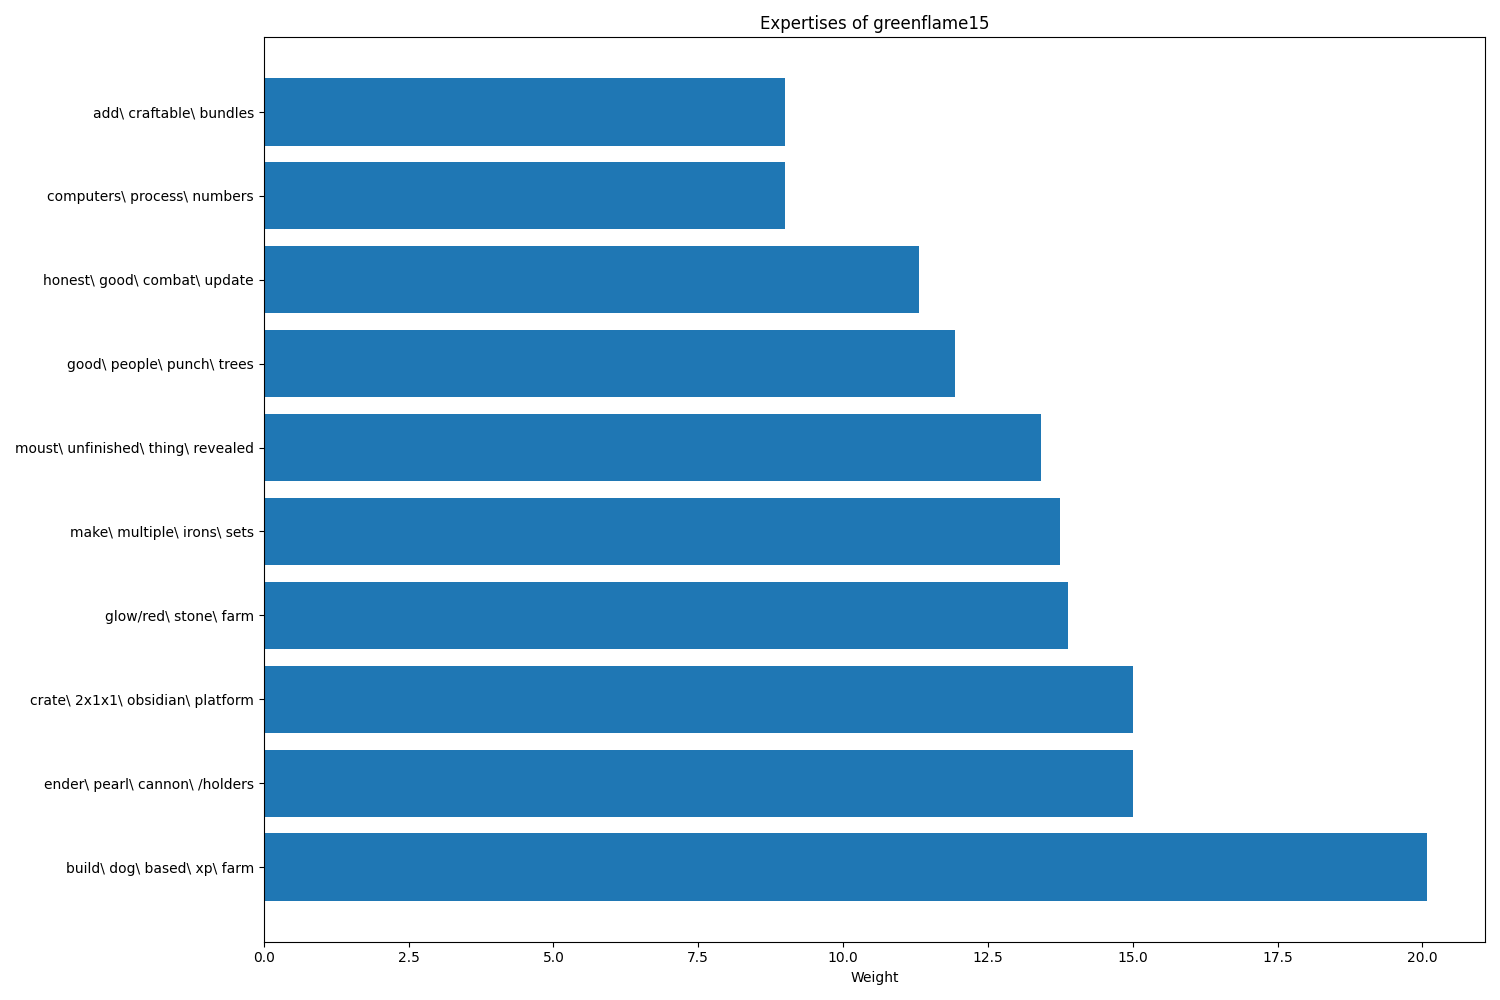 Expertises of greenflame15
add\ craftable\ bundles
computers\ process\ numbers
honest\ good\ combat\ update
good\ people\ punch\ trees
moust\ unfinished\ thing\ revealed
make\ multiple\ irons\ sets
glow/red\ stone\ farm
crate\ 2x1x1\ obsidian\ platform
ender\ pearl\ cannon\ /holders
build\ dog\ based\ xp\ farm
0.0 2.5 5.0 7.5 10.0 12.5 15.0 17.5 20.0
Weight